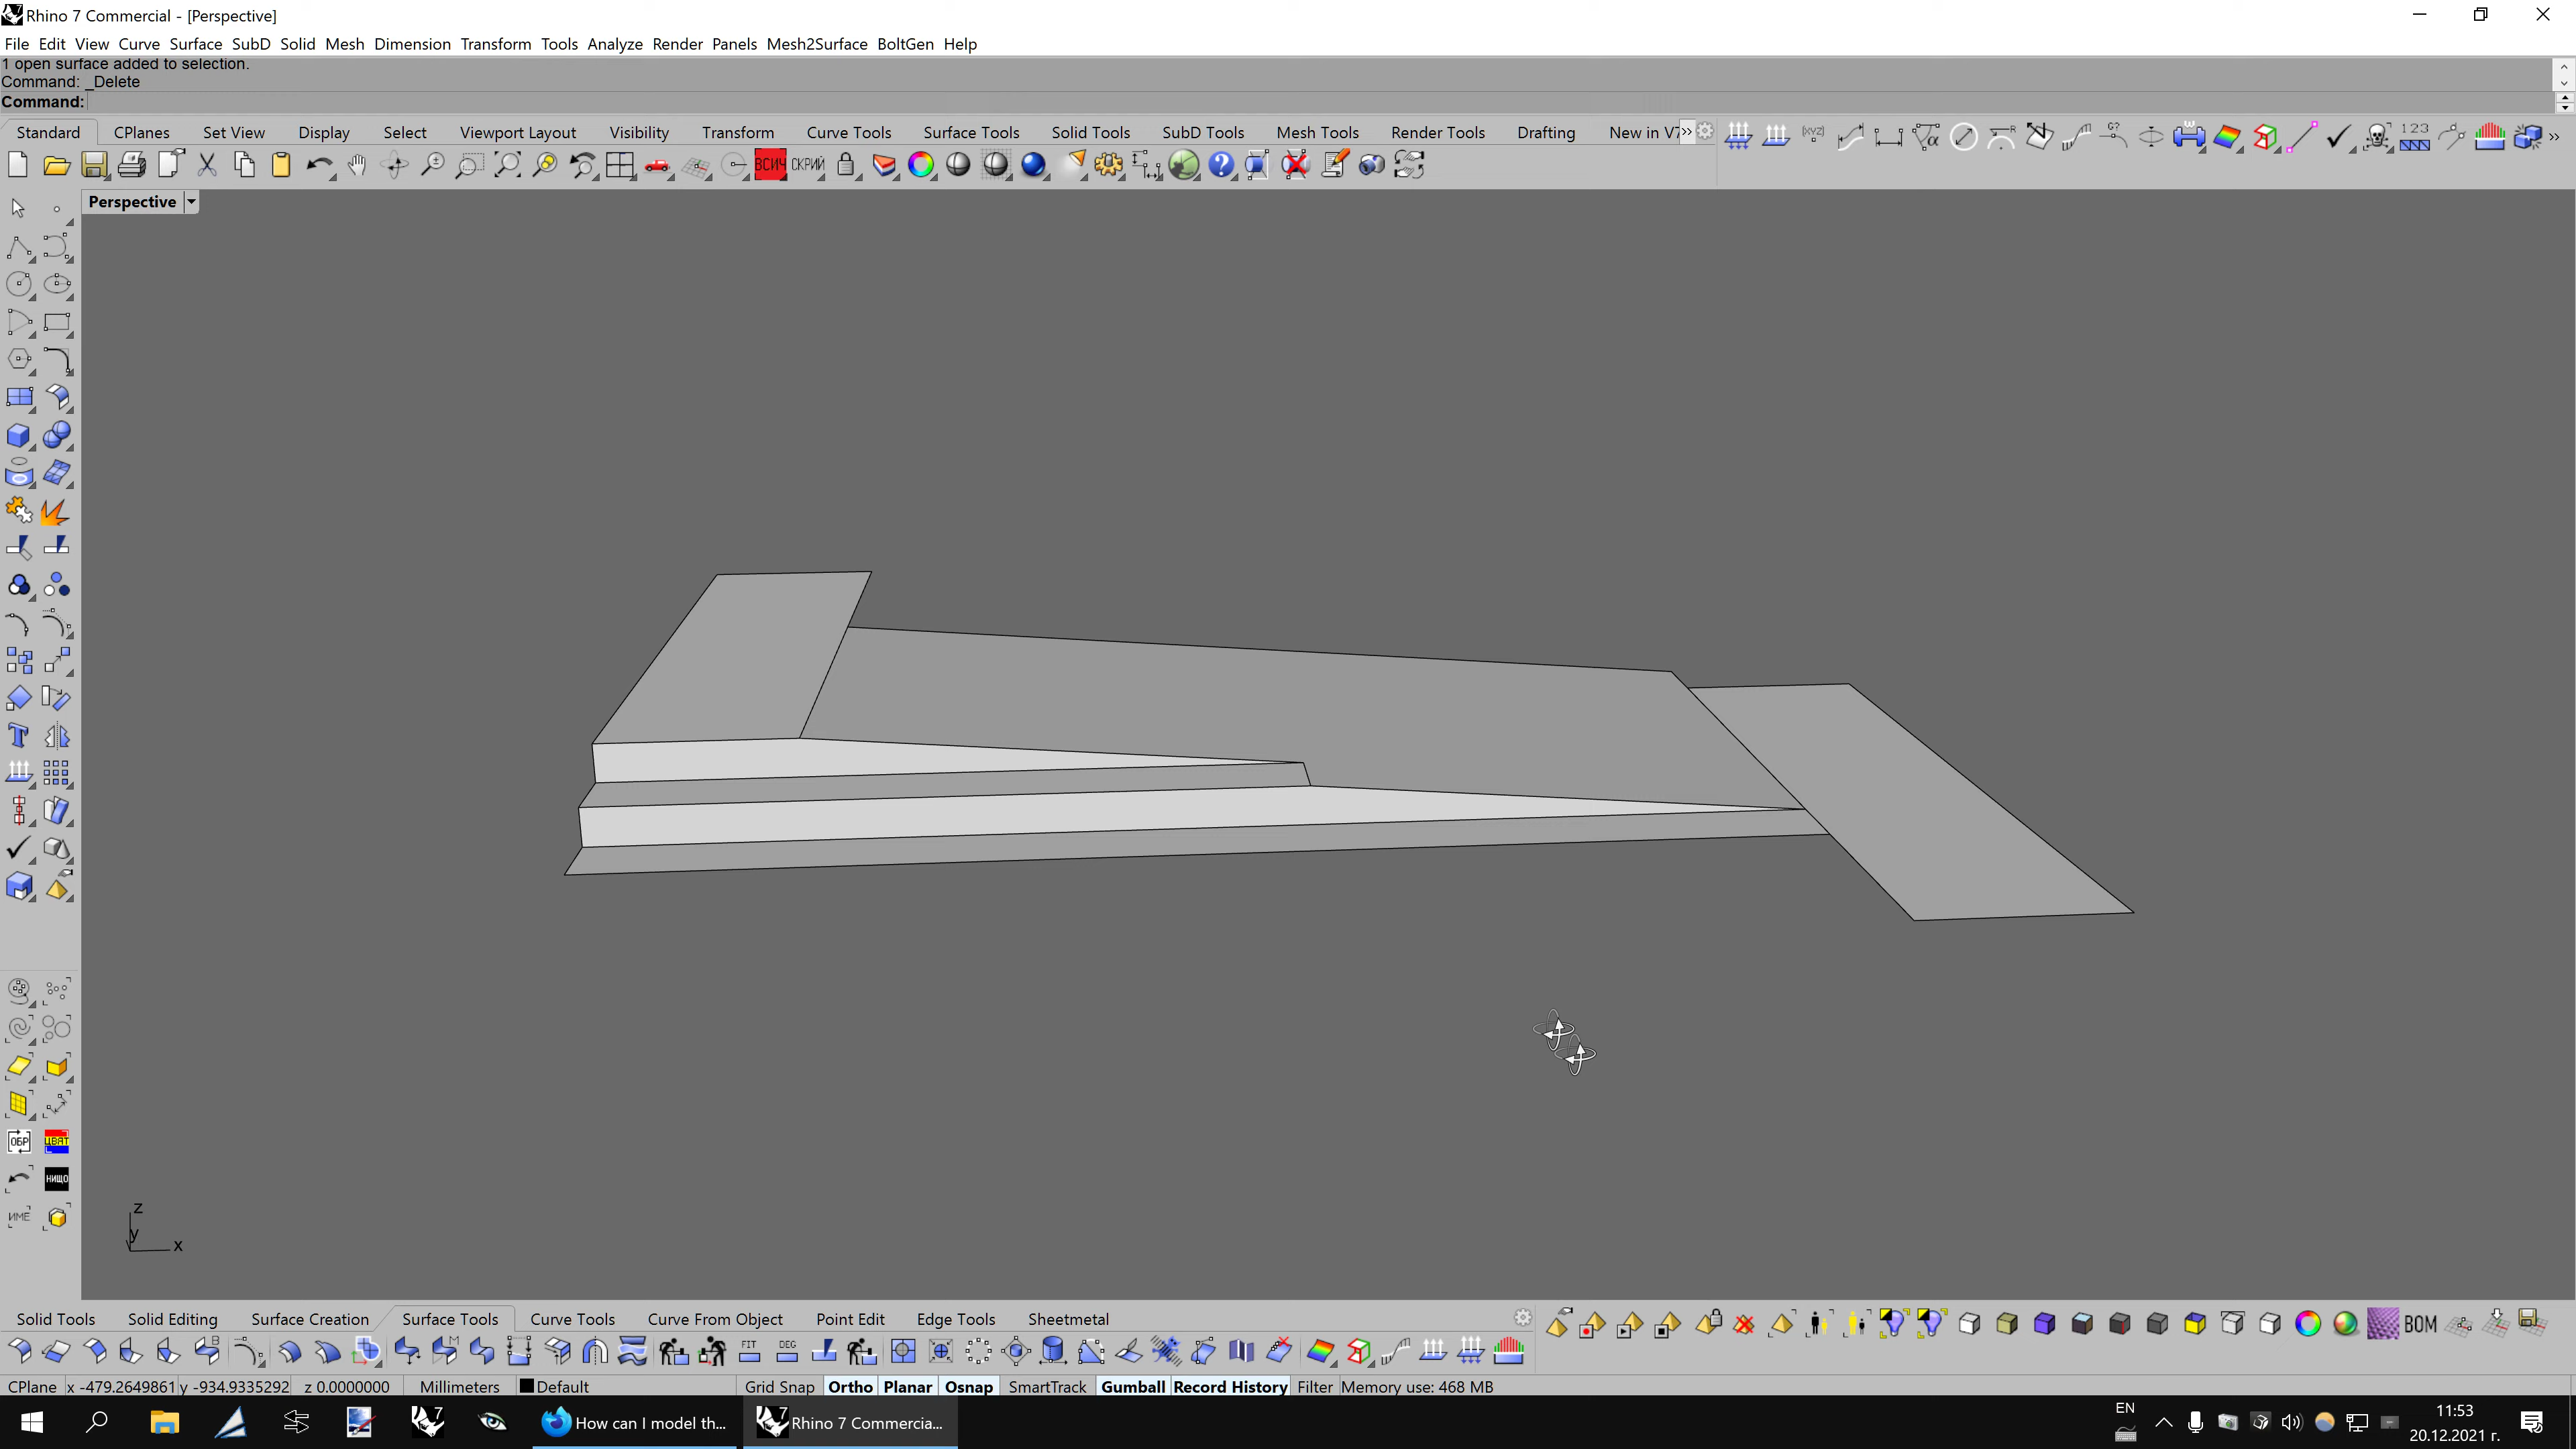 Rhino 7 Commercial - [Perspective]
File Edit View Curve Surface SubD Solid Mesh Dimension Transform Tools Analyze Render Panels Mesh2Surface BoltGen Help
1 open surface added to selection.
Command: _Delete
Command:
Standard CPlanes Set View Display Select Viewport Layout Visibility Transform Curve Tools Surface Tools Solid Tools SubD Tools Mesh Tools Render Tools Drafting New in V7 »
ВСИЧ СКРИЙ
Perspective
ОБР ЦВЯТ
НИЩО
ИМЕ
z
y
x
Solid Tools Solid Editing Surface Creation Surface Tools Curve Tools Curve From Object Point Edit Edge Tools Sheetmetal
BOM
FIT DEG
CPlane x -479.2649861 y -934.9335292 z 0.0000000 Millimeters Default Grid Snap Ortho Planar Osnap SmartTrack Gumball Record History Filter Memory use: 468 MB
How can I model th... Rhino 7 Commercia...
EN
11:53
20.12.2021 г.